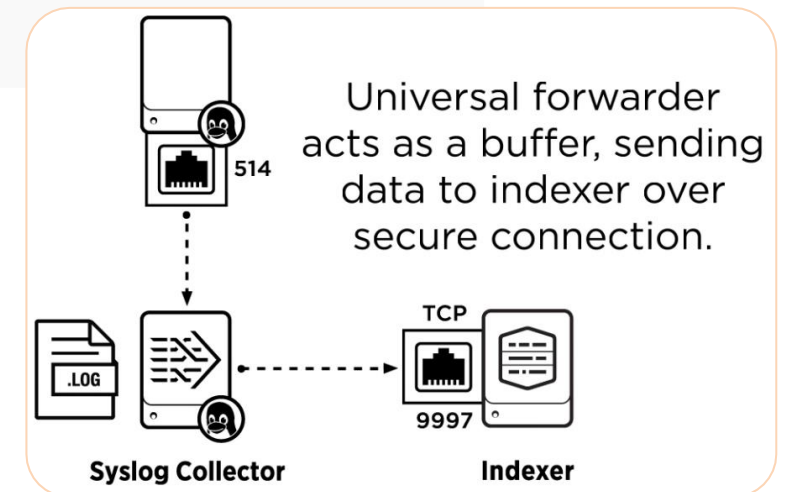 Universal forwarder
acts as a buffer, sending
data to indexer over
secure connection.
514
TCP
.LOG
9997
Syslog Collector
Indexer